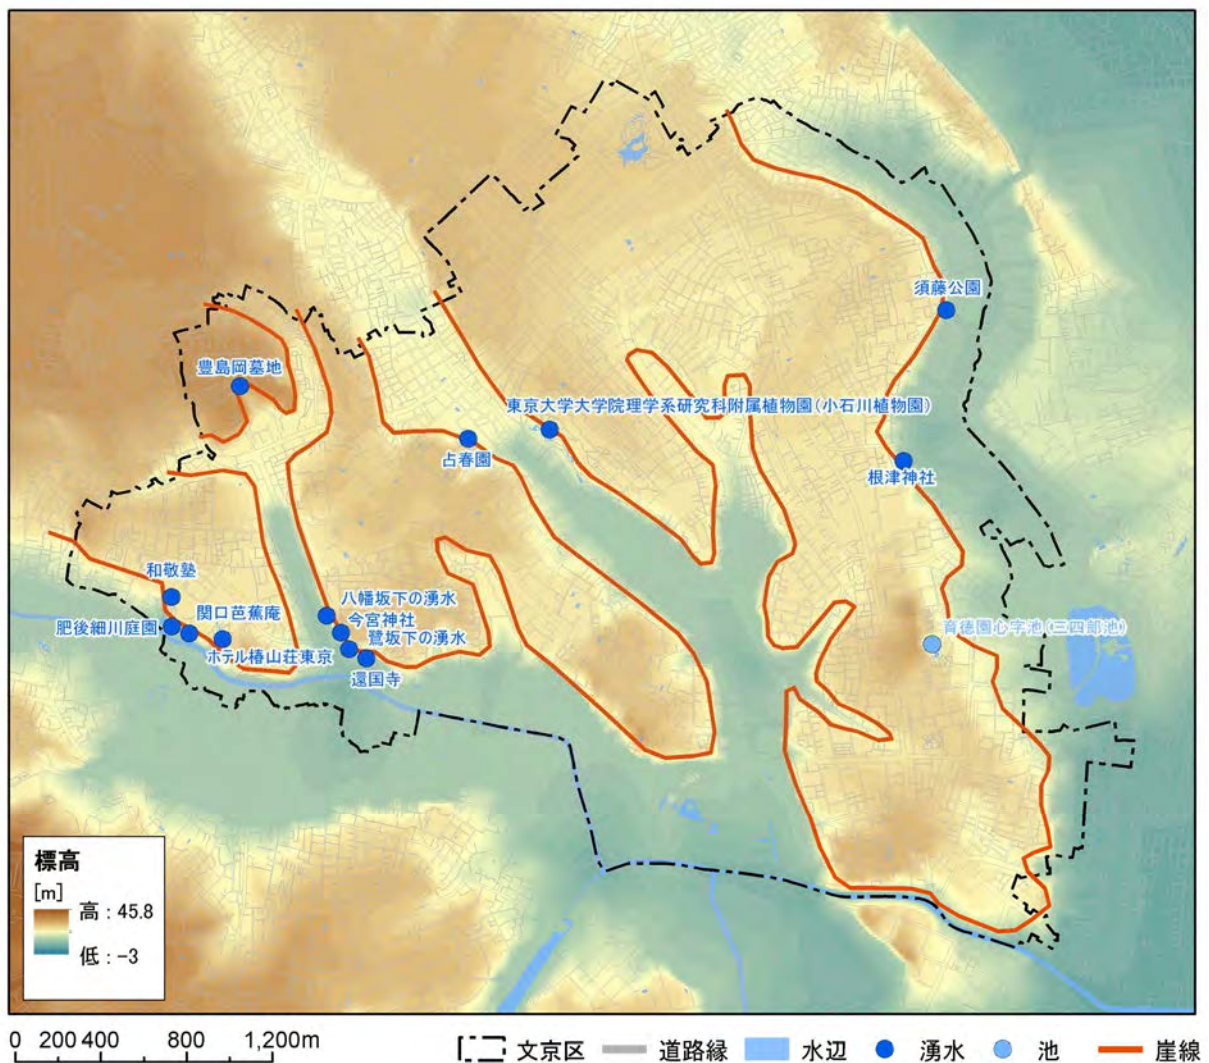 須藤公園
豊島岡墓地
東京大学大学院理学系研究科附属植物園(小石川植物園)
占春園
根津神社
和敬塾
八幡坂下の湧水
関口芭蕉庵
今宮神社
肥後細川庭園
鷺坂下の湧水
育徳園心字池(三四郎池)
ホテル椿山荘東京
還国寺
標高
[m]
高 : 45.8
低 : -3
0 200 400 800 1,200m
文京区 道路縁 水辺 湧水 池 崖線